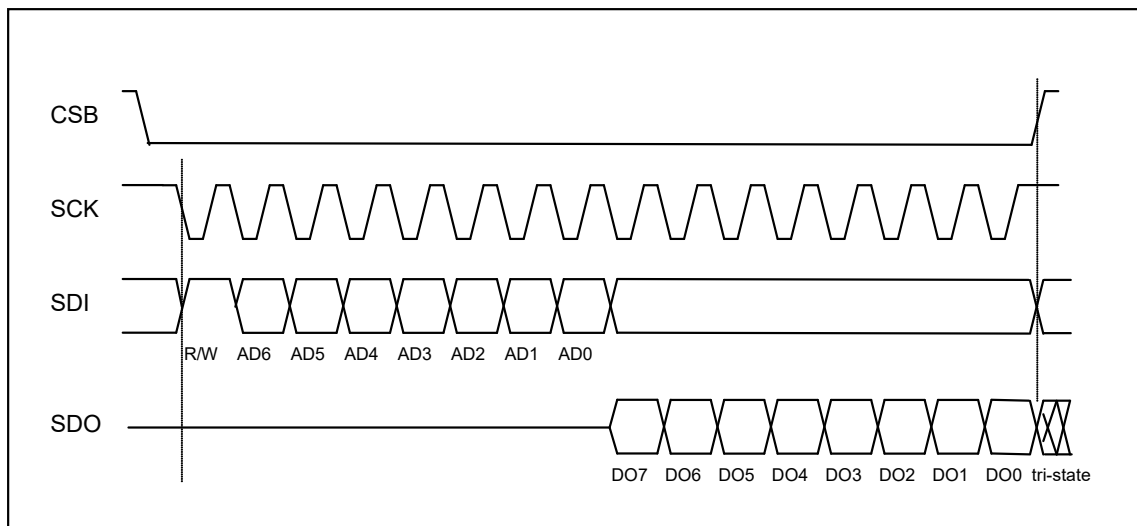 CSB
SCK
SDI
R/W AD6 AD5 AD4 AD3 AD2 AD1 AD0
SDO
DO7 DO6 DO5 DO4 DO3 DO2 DO1 DO0 tri-state